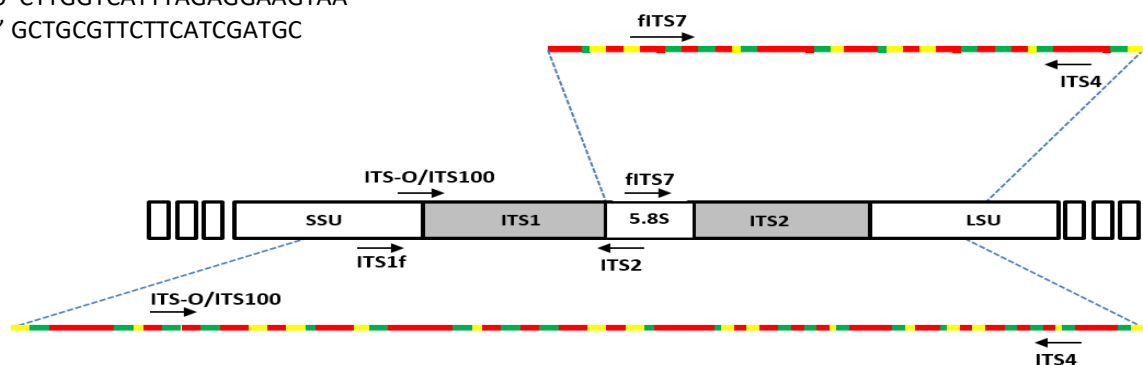 GCTGCGTTCTTCATCGATGC
fITS7
ITS4
ITS-O/ITS100
fITS7
SSU
ITS1
5.8S
ITS2
LSU
ITS1f
ITS2
ITS-O/ITS100
ITS4